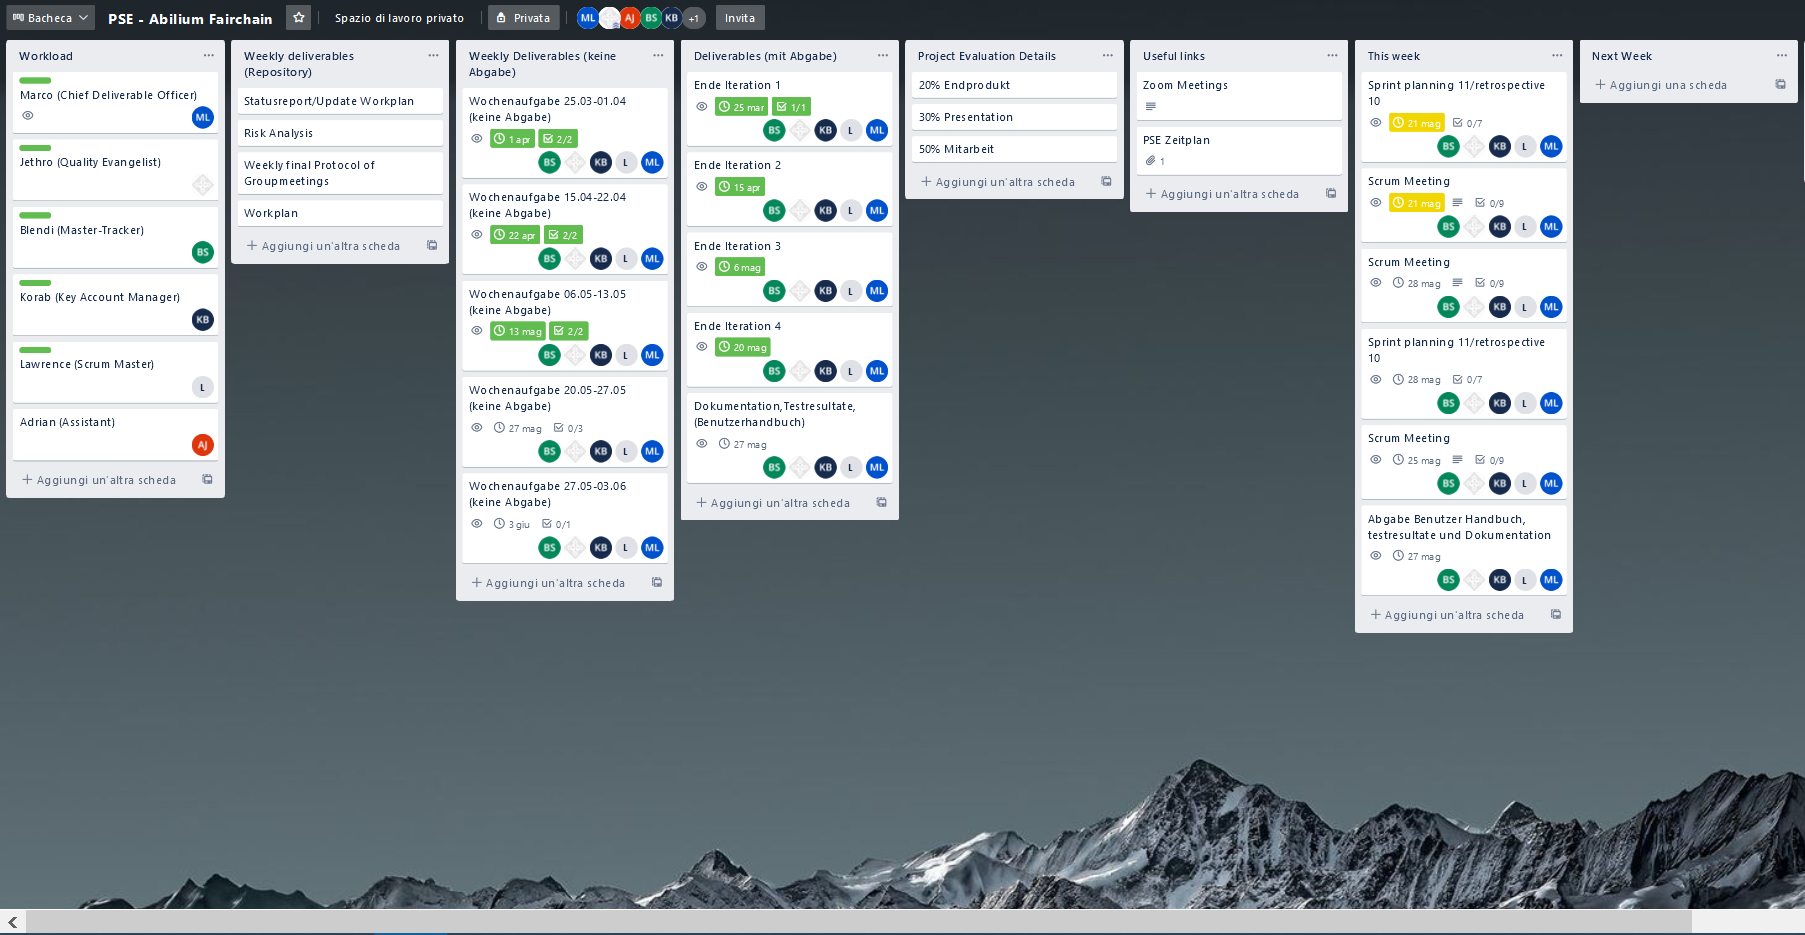 Bacheca
PSE - Abilium Fairchain
Spazio di lavoro privato
Privata
ML
AJ
BS
KB
+1
Invita
Workload
Marco (Chief Deliverable Officer)
ML
Jethro (Quality Evangelist)
Blendi (Master-Tracker)
BS
Korab (Key Account Manager)
KB
Lawrence (Scrum Master)
L
Adrian (Assistant)
AJ
Aggiungi un'altra scheda
Weekly deliverables
(Repository)
Statusreport/Update Workplan
Risk Analysis
Weekly final Protocol of
Groupmeetings
Workplan
Aggiungi un'altra scheda
Weekly Deliverables (keine
Abgabe)
Wochenaufgabe 25.03-01.04
(keine Abgabe)
1 apr 2/2
BS KB L ML
Wochenaufgabe 15.04-22.04
(keine Abgabe)
22 apr 2/2
BS KB L ML
Wochenaufgabe 06.05-13.05
(keine Abgabe)
13 mag 2/2
BS KB L ML
Wochenaufgabe 20.05-27.05
(keine Abgabe)
27 mag 0/3
BS KB L ML
Wochenaufgabe 27.05-03.06
(keine Abgabe)
3 giu 0/1
BS KB L ML
Aggiungi un'altra scheda
Deliverables (mit Abgabe)
Ende Iteration 1
25 mar 1/1
BS KB L ML
Ende Iteration 2
15 apr
BS KB L ML
Ende Iteration 3
6 mag
BS KB L ML
Ende Iteration 4
20 mag
BS KB L ML
Dokumentation,Testresultate,
(Benutzerhandbuch)
27 mag
BS KB L ML
Aggiungi un'altra scheda
Project Evaluation Details
20% Endprodukt
30% Presentation
50% Mitarbeit
Aggiungi un'altra scheda
Useful links
Zoom Meetings
PSE Zeitplan
1
Aggiungi un'altra scheda
This week
Sprint planning 11/retrospective
10
21 mag 0/7
BS KB L ML
Scrum Meeting
21 mag 0/9
BS KB L ML
Scrum Meeting
28 mag 0/9
BS KB L ML
Sprint planning 11/retrospective
10
28 mag 0/7
BS KB L ML
Scrum Meeting
25 mag 0/9
BS KB L ML
Abgabe Benutzer Handbuch,
testresultate und Dokumentation
27 mag
BS KB L ML
Aggiungi un'altra scheda
Next Week
Aggiungi una scheda